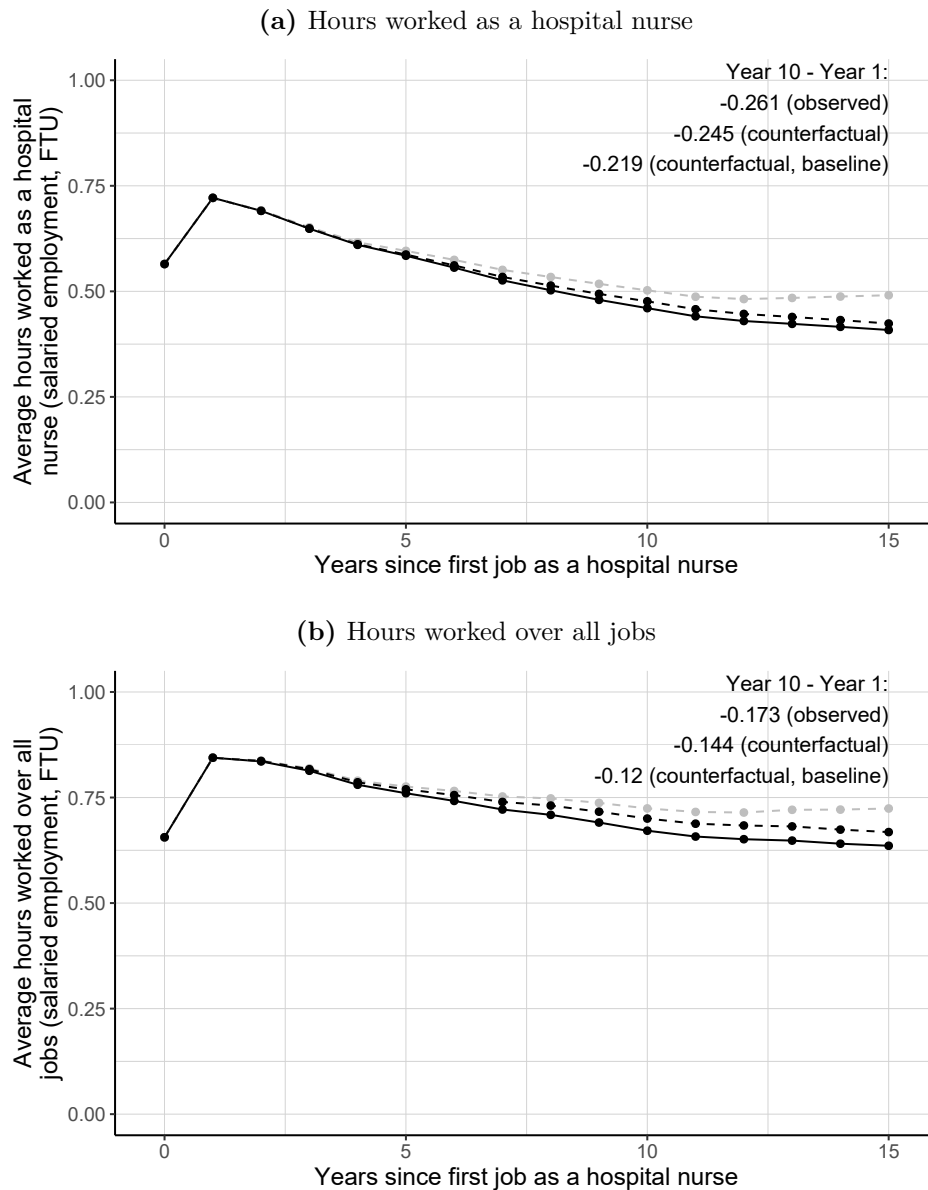 (a) Hours worked as a hospital nurse
Year 10 - Year 1:
-0.261 (observed)
-0.245 (counterfactual)
-0.219 (counterfactual, baseline)
Average hours worked as a hospital
nurse (salaried employment, FTU)
1.00
0.75
0.50
0.25
0.00
0 5 10 15
Years since first job as a hospital nurse
(b) Hours worked over all jobs
Year 10 - Year 1:
-0.173 (observed)
-0.144 (counterfactual)
-0.12 (counterfactual, baseline)
Average hours worked over all
jobs (salaried employment, FTU)
1.00
0.75
0.50
0.25
0.00
0 5 10 15
Years since first job as a hospital nurse